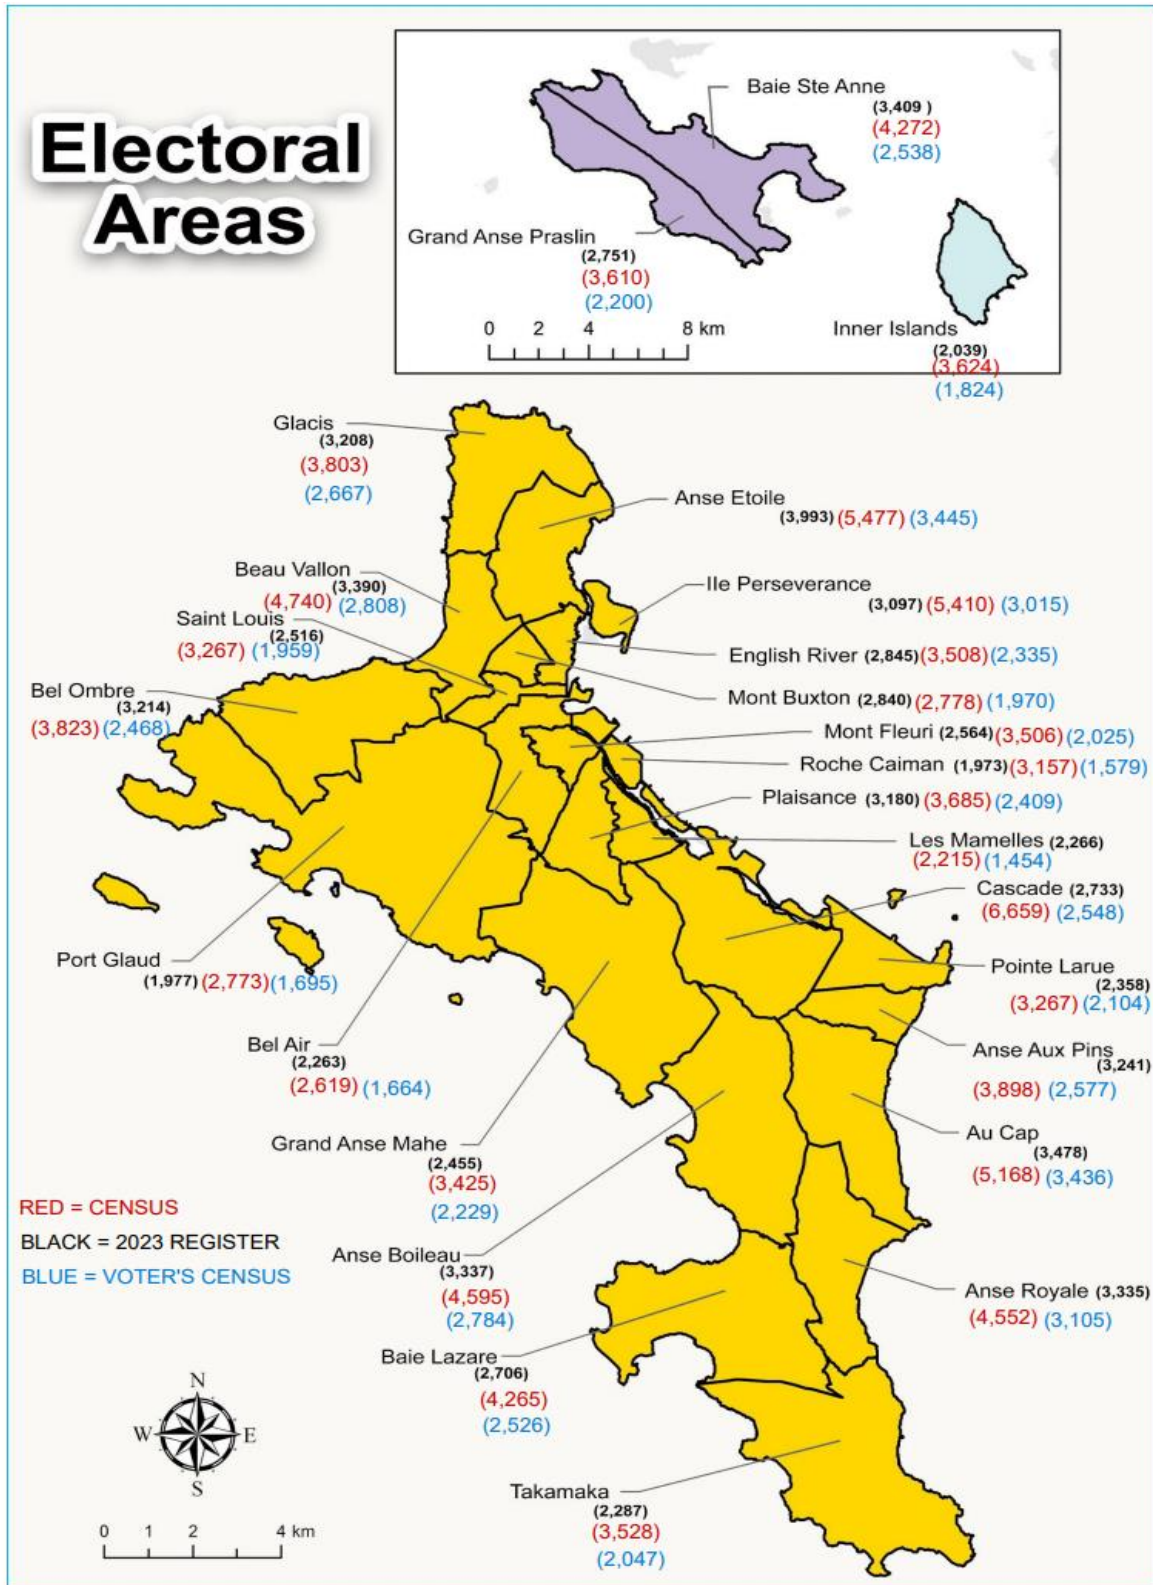 Electoral
Areas
Baie Ste Anne
(3,409 )
(4,272)
(2,538)
Grand Anse Praslin
(2,751)
(3,610)
(2,200)
0 2 4 8 km
Inner Islands
(2,039)
(3,624)
(1,824)
Glacis
(3,208)
(3,803)
(2,667)
Anse Etoile
(3,993) (5,477) (3,445)
Beau Vallon
(3,390)
(4,740) (2,808)
Ile Perseverance
(3,097) (5,410) (3,015)
Saint Louis
(2,516)
(3,267) (1,959)
English River (2,845) (3,508) (2,335)
Bel Ombre
(3,214)
(3,823) (2,468)
Mont Buxton (2,840) (2,778) (1,970)
Mont Fleuri (2,564) (3,506) (2,025)
Roche Caiman (1,973) (3,157) (1,579)
Plaisance (3,180) (3,685) (2,409)
Les Mamelles (2,266)
(2,215) (1,454)
Cascade (2,733)
(6,659) (2,548)
Port Glaud
(1,977) (2,773) (1,695)
Pointe Larue
(2,358)
(3,267) (2,104)
Bel Air
(2,263)
(2,619) (1,664)
Anse Aux Pins
(3,241)
(3,898) (2,577)
Grand Anse Mahe
(2,455)
(3,425)
(2,229)
Au Cap
(3,478)
(5,168) (3,436)
RED = CENSUS
BLACK = 2023 REGISTER
BLUE = VOTER'S CENSUS
Anse Boileau
(3,337)
(4,595)
(2,784)
Anse Royale (3,335)
(4,552) (3,105)
Baie Lazare
(2,706)
(4,265)
(2,526)
N
W E
S
Takamaka
(2,287)
(3,528)
(2,047)
0 1 2 4 km